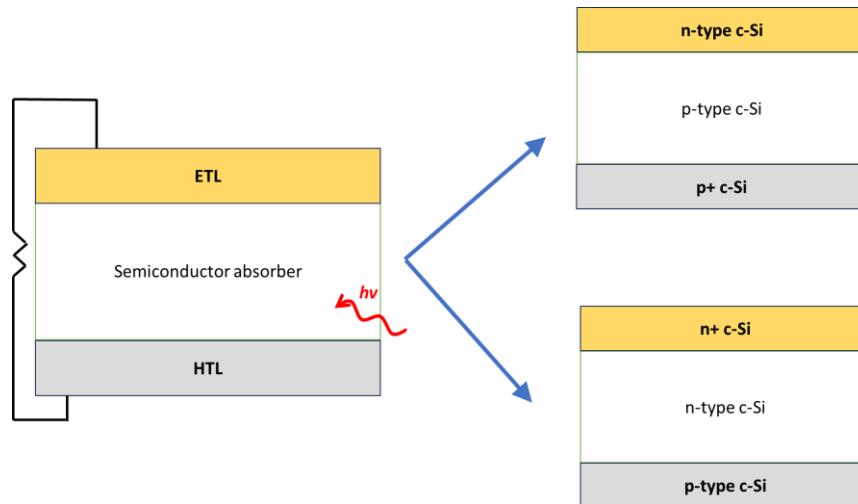 ETL
Semiconductor absorber
hv
HTL
n-type c-Si
p-type c-Si
p+ c-Si
n+ c-Si
n-type c-Si
p-type c-Si